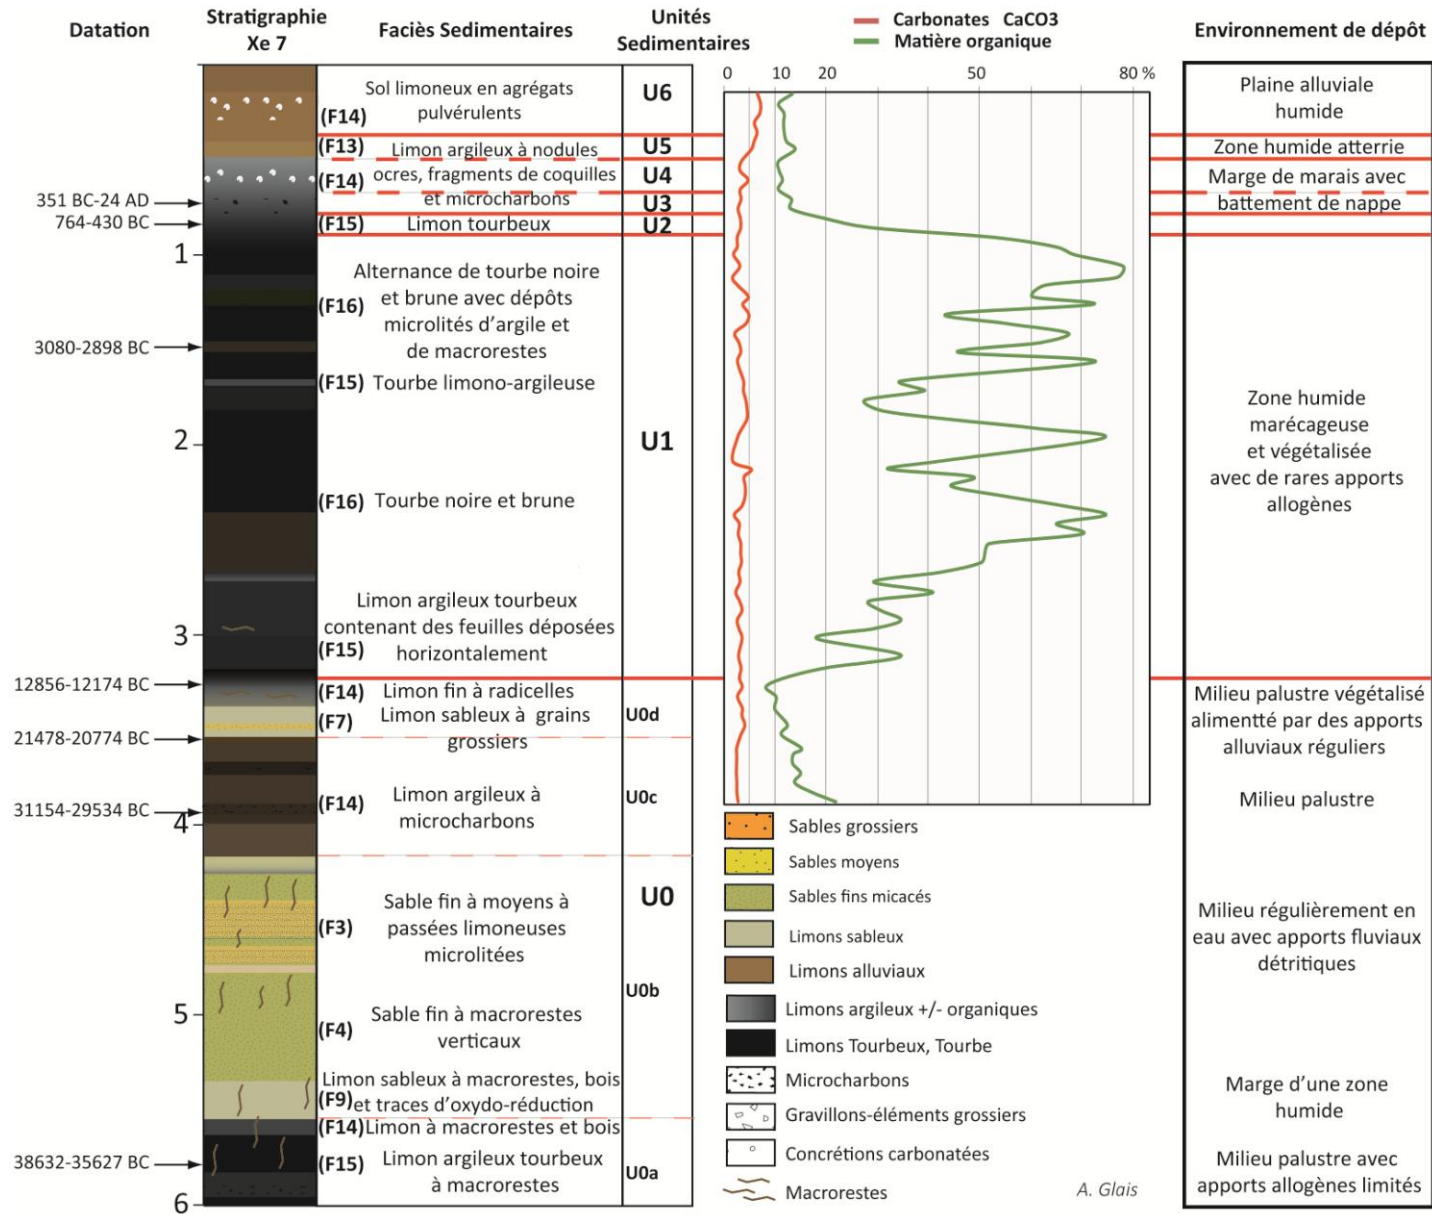 Datation
Stratigraphie
Xe 7
Faciès Sedimentaires
Unités
Sedimentaires
Carbonates CaCO3
Matière organique
Environnement de dépôt
0 10 20 50 80 %
Sol limoneux en agrégats
pulvérulents
(F14)
U6
Plaine alluviale
humide
(F13)
Limon argileux à nodules
U5
Zone humide atterrie
(F14)
ocres, fragments de coquilles
et microcharbons
U4
Marge de marais avec
battement de nappe
351 BC-24 AD
U3
764-430 BC
(F15)
Limon tourbeux
U2
1
Alternance de tourbe noire
et brune avec dépôts
microlités d'argile et
de macrorestes
(F16)
3080-2898 BC
(F15) Tourbe limono-argileuse
U1
Zone humide
marécageuse
et végétalisée
avec de rares apports
allogènes
2
(F16) Tourbe noire et brune
Limon argileux tourbeux
contenant des feuilles déposées
horizontalement
3
(F15)
12856-12174 BC
(F14) Limon fin à radicelles
(F7)
Limon sableux à grains
grossiers
U0d
Milieu palustre végétalisé
alimentté par des apports
alluviaux réguliers
21478-20774 BC
31154-29534 BC
(F14)
Limon argileux à
microcharbons
U0c
Milieu palustre
4
U0
(F3)
Sable fin à moyens à
passées limoneuses
microlitées
Milieu régulièrement en
eau avec apports fluviaux
détritiques
U0b
5
(F4)
Sable fin à macrorestes
verticaux
Limon sableux à macrorestes, bois
(F9) et traces d'oxydo-réduction
Marge d'une zone
humide
(F14) Limon à macrorestes et bois
38632-35627 BC
(F15)
Limon argileux tourbeux
à macrorestes
U0a
Milieu palustre avec
apports allogènes limités
6
Sables grossiers
Sables moyens
Sables fins micacés
Limons sableux
Limons alluviaux
Limons argileux +/- organiques
Limons Tourbeux, Tourbe
Microcharbons
Gravillons-éléments grossiers
Concrétions carbonatées
Macrorestes
A. Glais